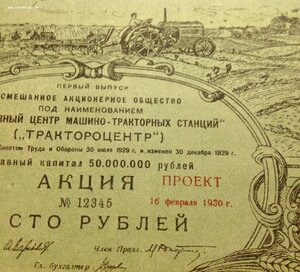 ПЕРВЫЙ ВЫПУСК
СМЕШАННОЕ АКЦИОНЕРНОЕ ОБЩЕСТВО
ПОД НАИМЕНОВАНИЕМ
ВНЫЙ ЦЕНТР МАШИНО-ТРАКТОРНЫХ СТАНЦИЙ"
(„ТРАКТОРОЦЕНТР")
Советом Труда и Обороны 30 июля 1929 г. и изменен 30 декабря 1929 г.
авный капитал 50.000.000 рублей
АКЦИЯ ПРОЕКТ
№ 12345 16 февраля 1930 г.
СТО РУБЛЕЙ
Член Правл.
Гл. бухгалтер